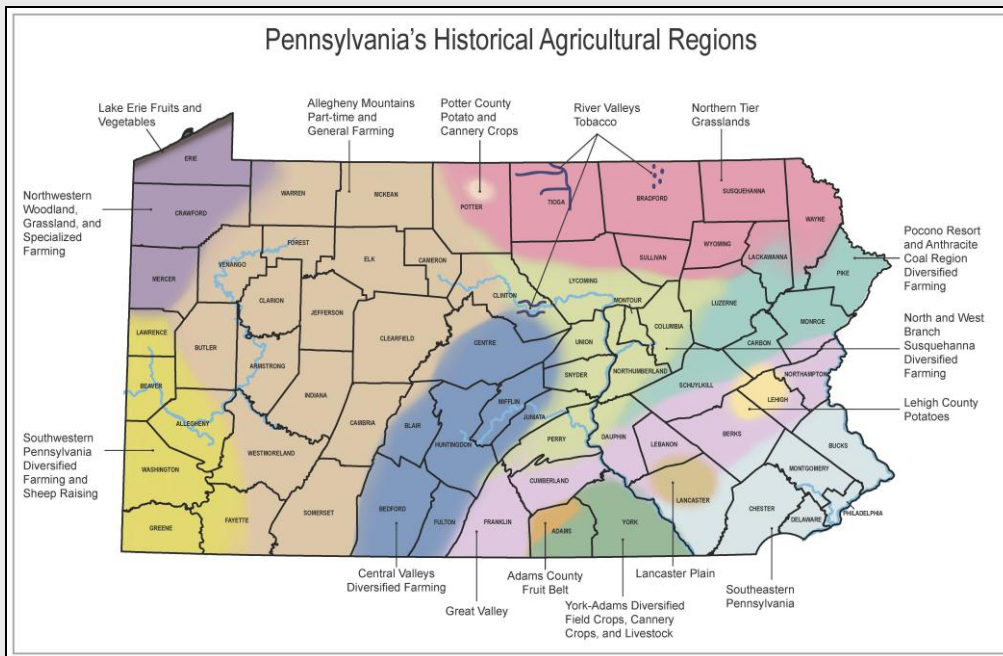 Pennsylvania's Historical Agricultural Regions
Lake Erie Fruits and
Vegetables
Allegheny Mountains
Part-time and
General Farming
Potter County
Potato and
Cannery Crops
River Valleys
Tobacco
Northern Tier
Grasslands
Northwestern
Woodland,
Grassland, and
Specialized
Farming
Pocono Resort
and Anthracite
Coal Region
Diversified
Farming
North and West
Branch
Susquehanna
Diversified
Farming
Lehigh County
Potatoes
Southwestern
Pennsylvania
Diversified
Farming and
Sheep Raising
Central Valleys
Diversified Farming
Great Valley
Adams County
Fruit Belt
York-Adams Diversified
Field Crops, Cannery
Crops, and Livestock
Lancaster Plain
Southeastern
Pennsylvania
ERIE
CRAWFORD
WARREN
MCKEAN
POTTER
TIOGA
BRADFORD
SUSQUEHANNA
WAYNE
WYOMING
LACKAWANNA
PIKE
SULLIVAN
MERCER
VENANGO
FOREST
ELK
CAMERON
CLINTON
LYCOMING
LUZERNE
MONROE
MONTOUR
COLUMBIA
CARBON
LAWRENCE
BUTLER
CLARION
JEFFERSON
CLEARFIELD
CENTRE
UNION
SNYDER
NORTHUMBERLAND
SCHUYLKILL
NORTHAMPTON
LEHIGH
BEAVER
ARMSTRONG
INDIANA
ALLEGHENY
CAMBRIA
BLAIR
HUNTINGDON
MIFFLIN
JUNIATA
PERRY
DAUPHIN
LEBANON
BERKS
BUCKS
WASHINGTON
WESTMORELAND
CUMBERLAND
LANCASTER
MONTGOMERY
PHILADELPHIA
CHESTER
DELAWARE
GREENE
FAYETTE
SOMERSET
BEDFORD
FULTON
FRANKLIN
ADAMS
YORK